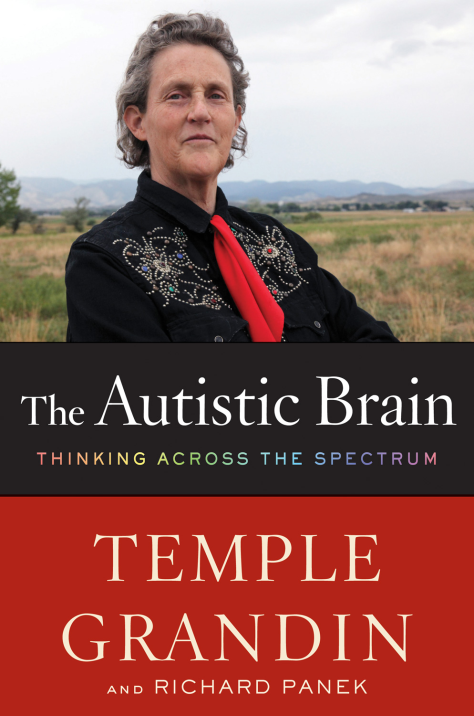 The Autistic Brain
THINKING ACROSS THE SPECTRUM
TEMPLE
GRANDIN
AND RICHARD PANEK